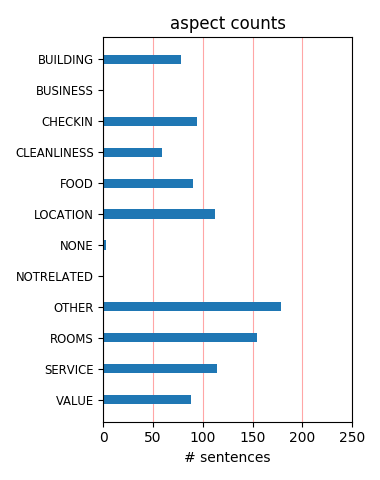 aspect counts
BUILDING
BUSINESS
CHECKIN
CLEANLINESS
FOOD
LOCATION
NONE
NOTRELATED
OTHER
ROOMS
SERVICE
VALUE
0 50 100 150 200 250
# sentences